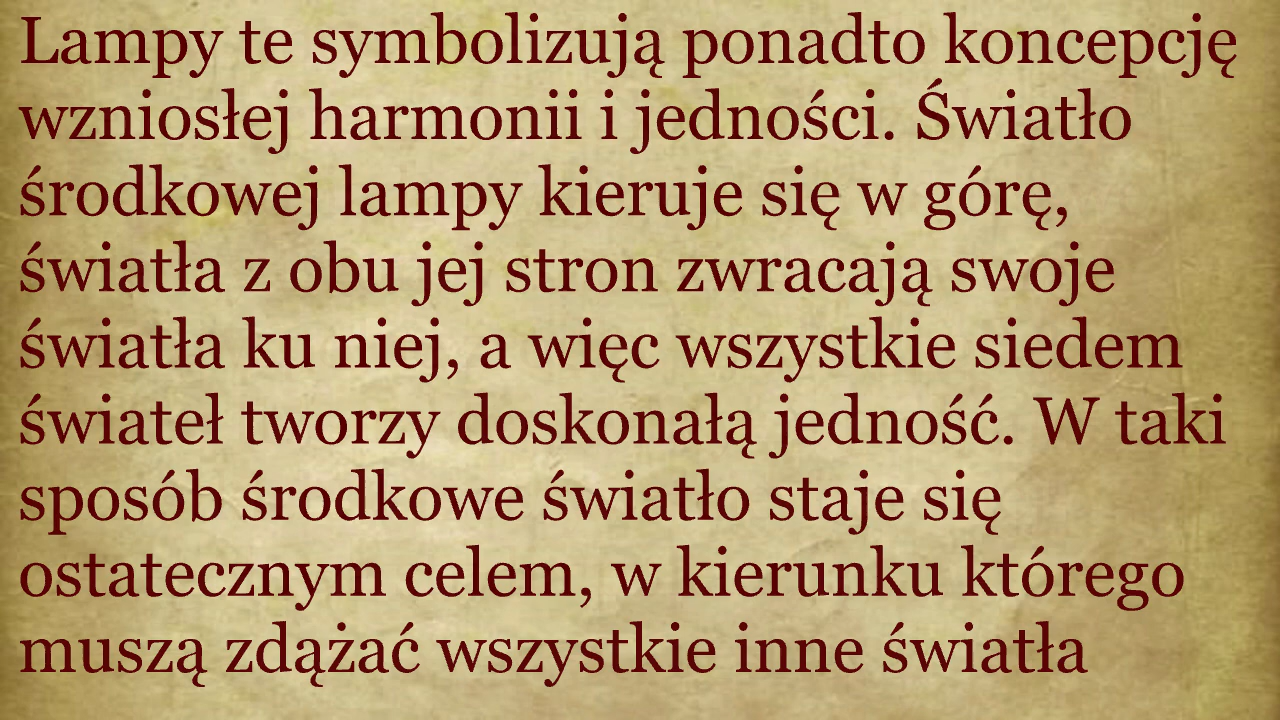 Lampy te symbolizują ponadto koncepcję
wzniosłej harmonii i jedności. Światło
środkowej lampy kieruje się w górę,
światła z obu jej stron zwracają swoje
światła ku niej, a więc wszystkie siedem
świateł tworzy doskonałą jedność. W taki
sposób środkowe światło staje się
ostatecznym celem, w kierunku którego
muszą zdążać wszystkie inne światła